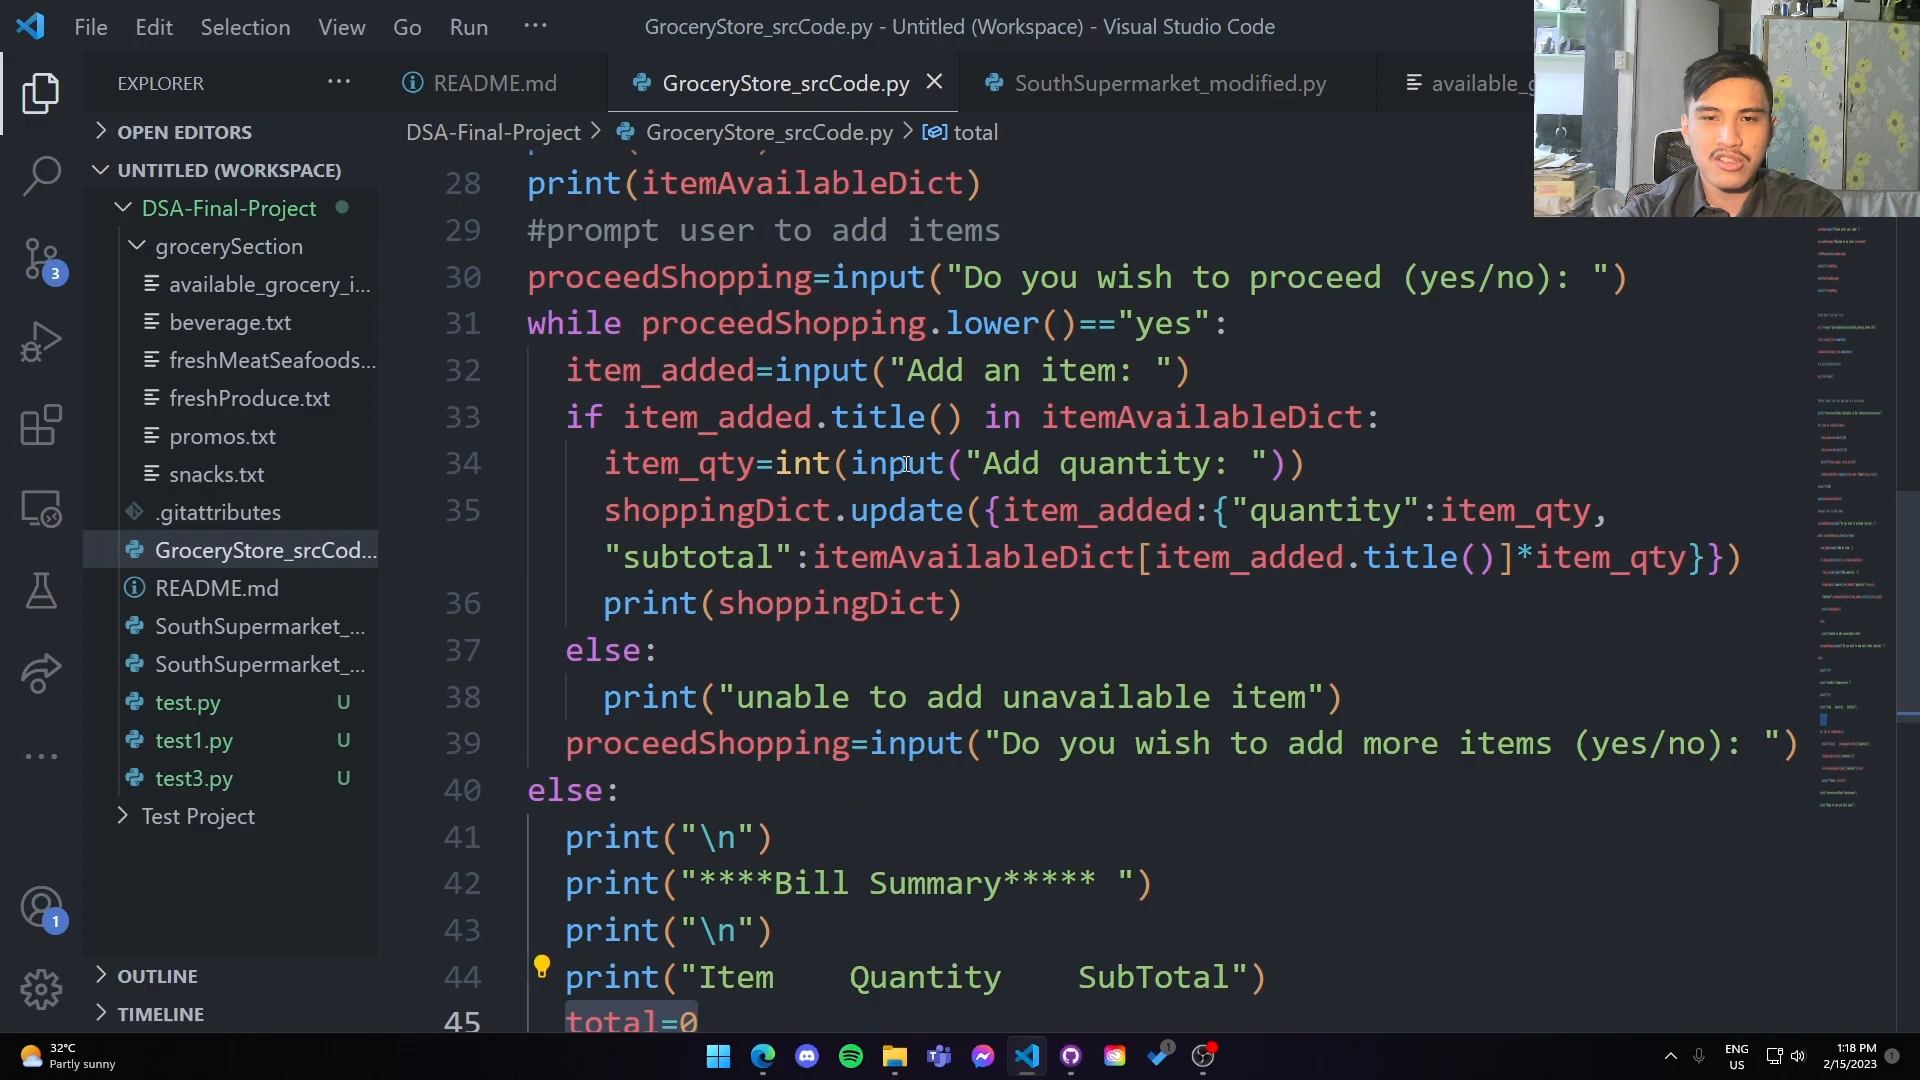 File Edit Selection View Go Run ···
GroceryStore_srcCode.py - Untitled (Workspace) - Visual Studio Code
EXPLORER ···
README.md
GroceryStore_srcCode.py
SouthSupermarket_modified.py
available_g
OPEN EDITORS
UNTITLED (WORKSPACE)
DSA-Final-Project
grocerySection
available_grocery_i...
beverage.txt
freshMeatSeafoods...
freshProduce.txt
promos.txt
snacks.txt
.gitattributes
GroceryStore_srcCod...
README.md
SouthSupermarket_...
SouthSupermarket_...
test.py U
test1.py U
test3.py U
Test Project
OUTLINE
TIMELINE
3
1
DSA-Final-Project > GroceryStore_srcCode.py > total
28 print(itemAvailableDict)
29 #prompt user to add items
30 proceedShopping=input("Do you wish to proceed (yes/no): ")
31 while proceedShopping.lower()=="yes":
32 item_added=input("Add an item: ")
33 if item_added.title() in itemAvailableDict:
34 item_qty=int(input("Add quantity: "))
35 shoppingDict.update({item_added:{"quantity":item_qty,
"subtotal":itemAvailableDict[item_added.title()]*item_qty}})
36 print(shoppingDict)
37 else:
38 print("unable to add unavailable item")
39 proceedShopping=input("Do you wish to add more items (yes/no): ")
40 else:
41 print("\n")
42 print("****Bill Summary***** ")
43 print("\n")
44 print("Item    Quantity    SubTotal")
45 total=0
32°C
Partly sunny
1
ENG
US
1:18 PM
2/15/2023
1